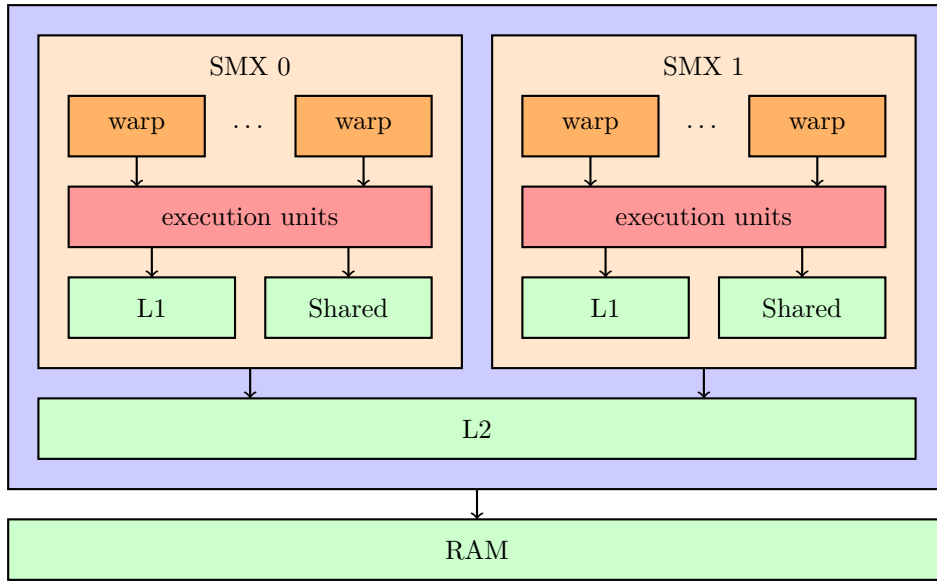 SMX 0
SMX 1
warp ... warp
warp ... warp
execution units
execution units
L1
Shared
L1
Shared
L2
RAM